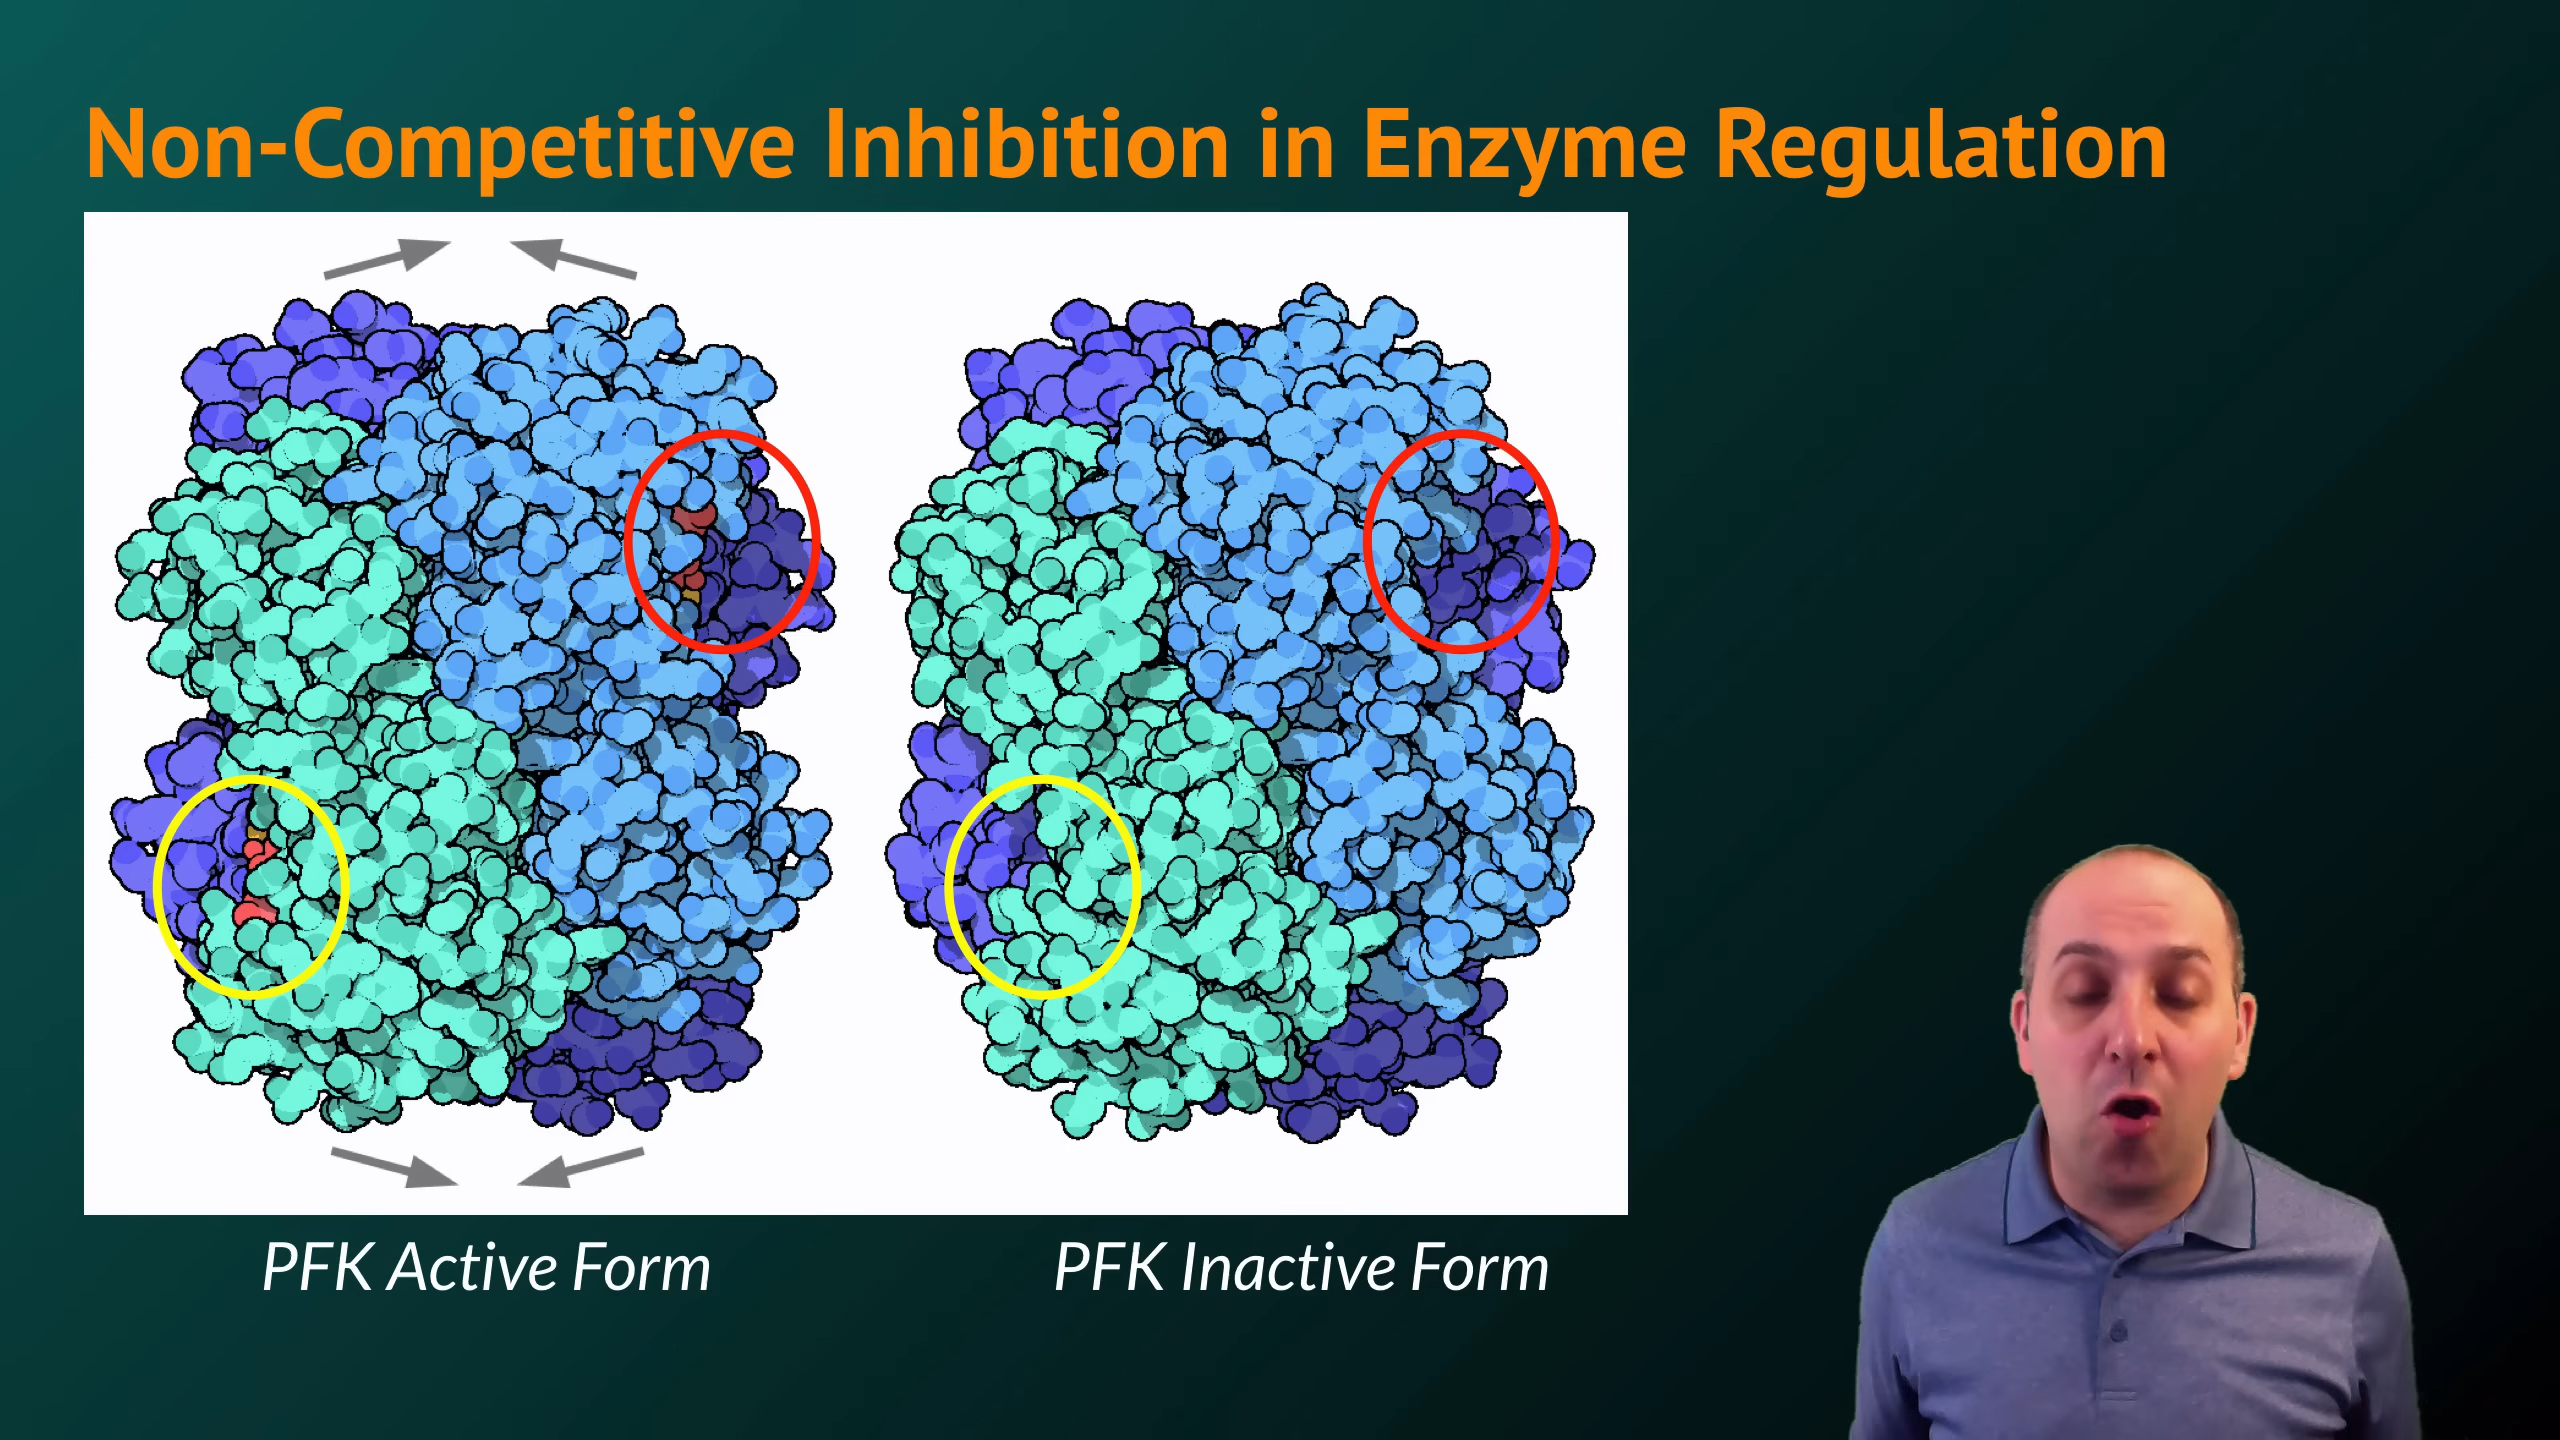 Non-Competitive Inhibition in Enzyme Regulation
PFK Active Form
PFK Inactive Form